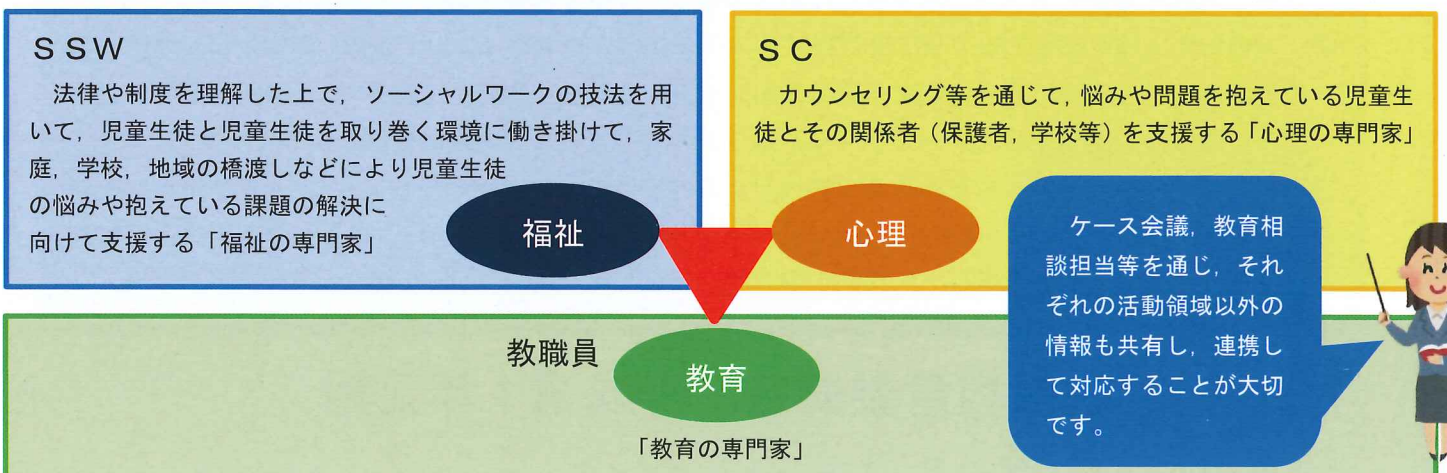 ＳＳＷ
法律や制度を理解した上で，ソーシャルワークの技法を用
いて，児童生徒と児童生徒を取り巻く環境に働き掛けて，家
庭，学校，地域の橋渡しなどにより児童生徒
の悩みや抱えている課題の解決に
向けて支援する「福祉の専門家」
福祉
ＳＣ
カウンセリング等を通じて，悩みや問題を抱えている児童生
徒とその関係者（保護者，学校等）を支援する「心理の専門家」
心理
ケース会議，教育相
談担当等を通じ，それ
ぞれの活動領域以外の
情報も共有し，連携し
て対応することが大切
です。
教職員
教育
「教育の専門家」